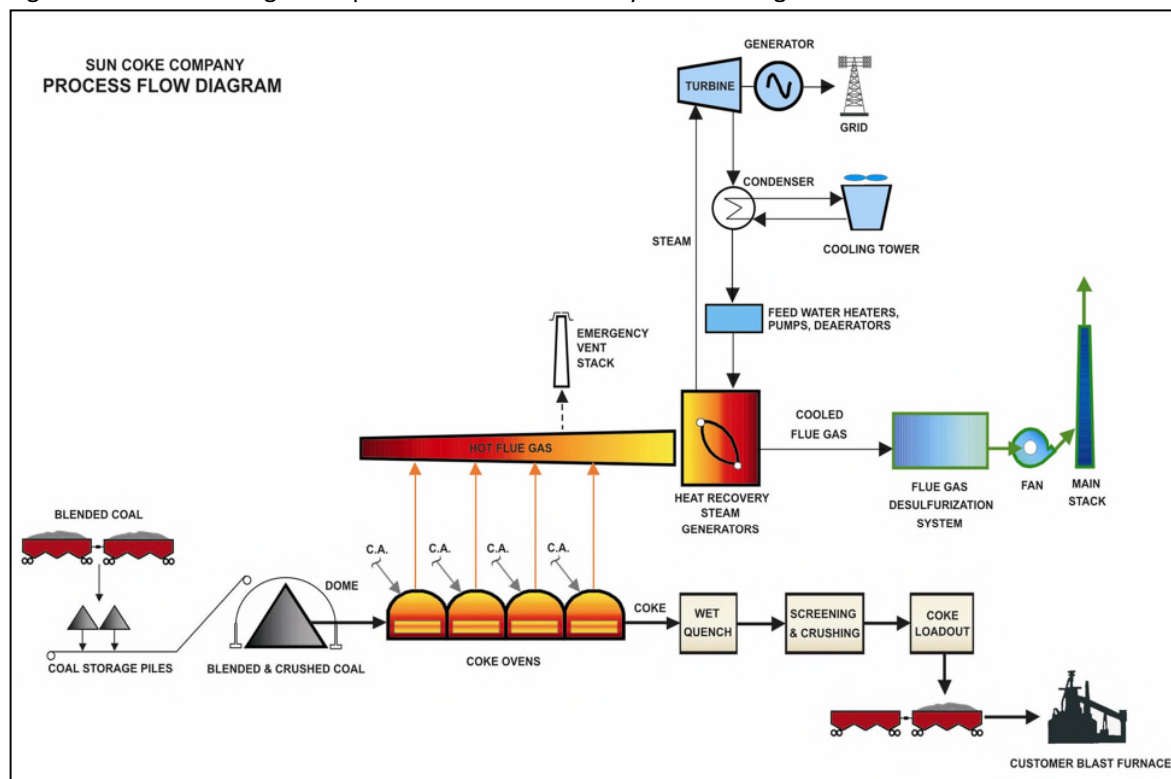 SUN COKE COMPANY
PROCESS FLOW DIAGRAM
GENERATOR
TURBINE
GRID
CONDENSER
STEAM
COOLING TOWER
FEED WATER HEATERS,
PUMPS, DEAERATORS
EMERGENCY
VENT
STACK
COOLED
FLUE GAS
HOT FLUE GAS
HEAT RECOVERY
STEAM
GENERATORS
FLUE GAS
DESULFURIZATION
SYSTEM
FAN
MAIN
STACK
BLENDED COAL
C.A.
C.A.
C.A.
C.A.
DOME
COKE
WET
QUENCH
SCREENING
& CRUSHING
COKE
LOADOUT
COAL STORAGE PILES
BLENDED & CRUSHED COAL
COKE OVENS
CUSTOMER BLAST FURNACE